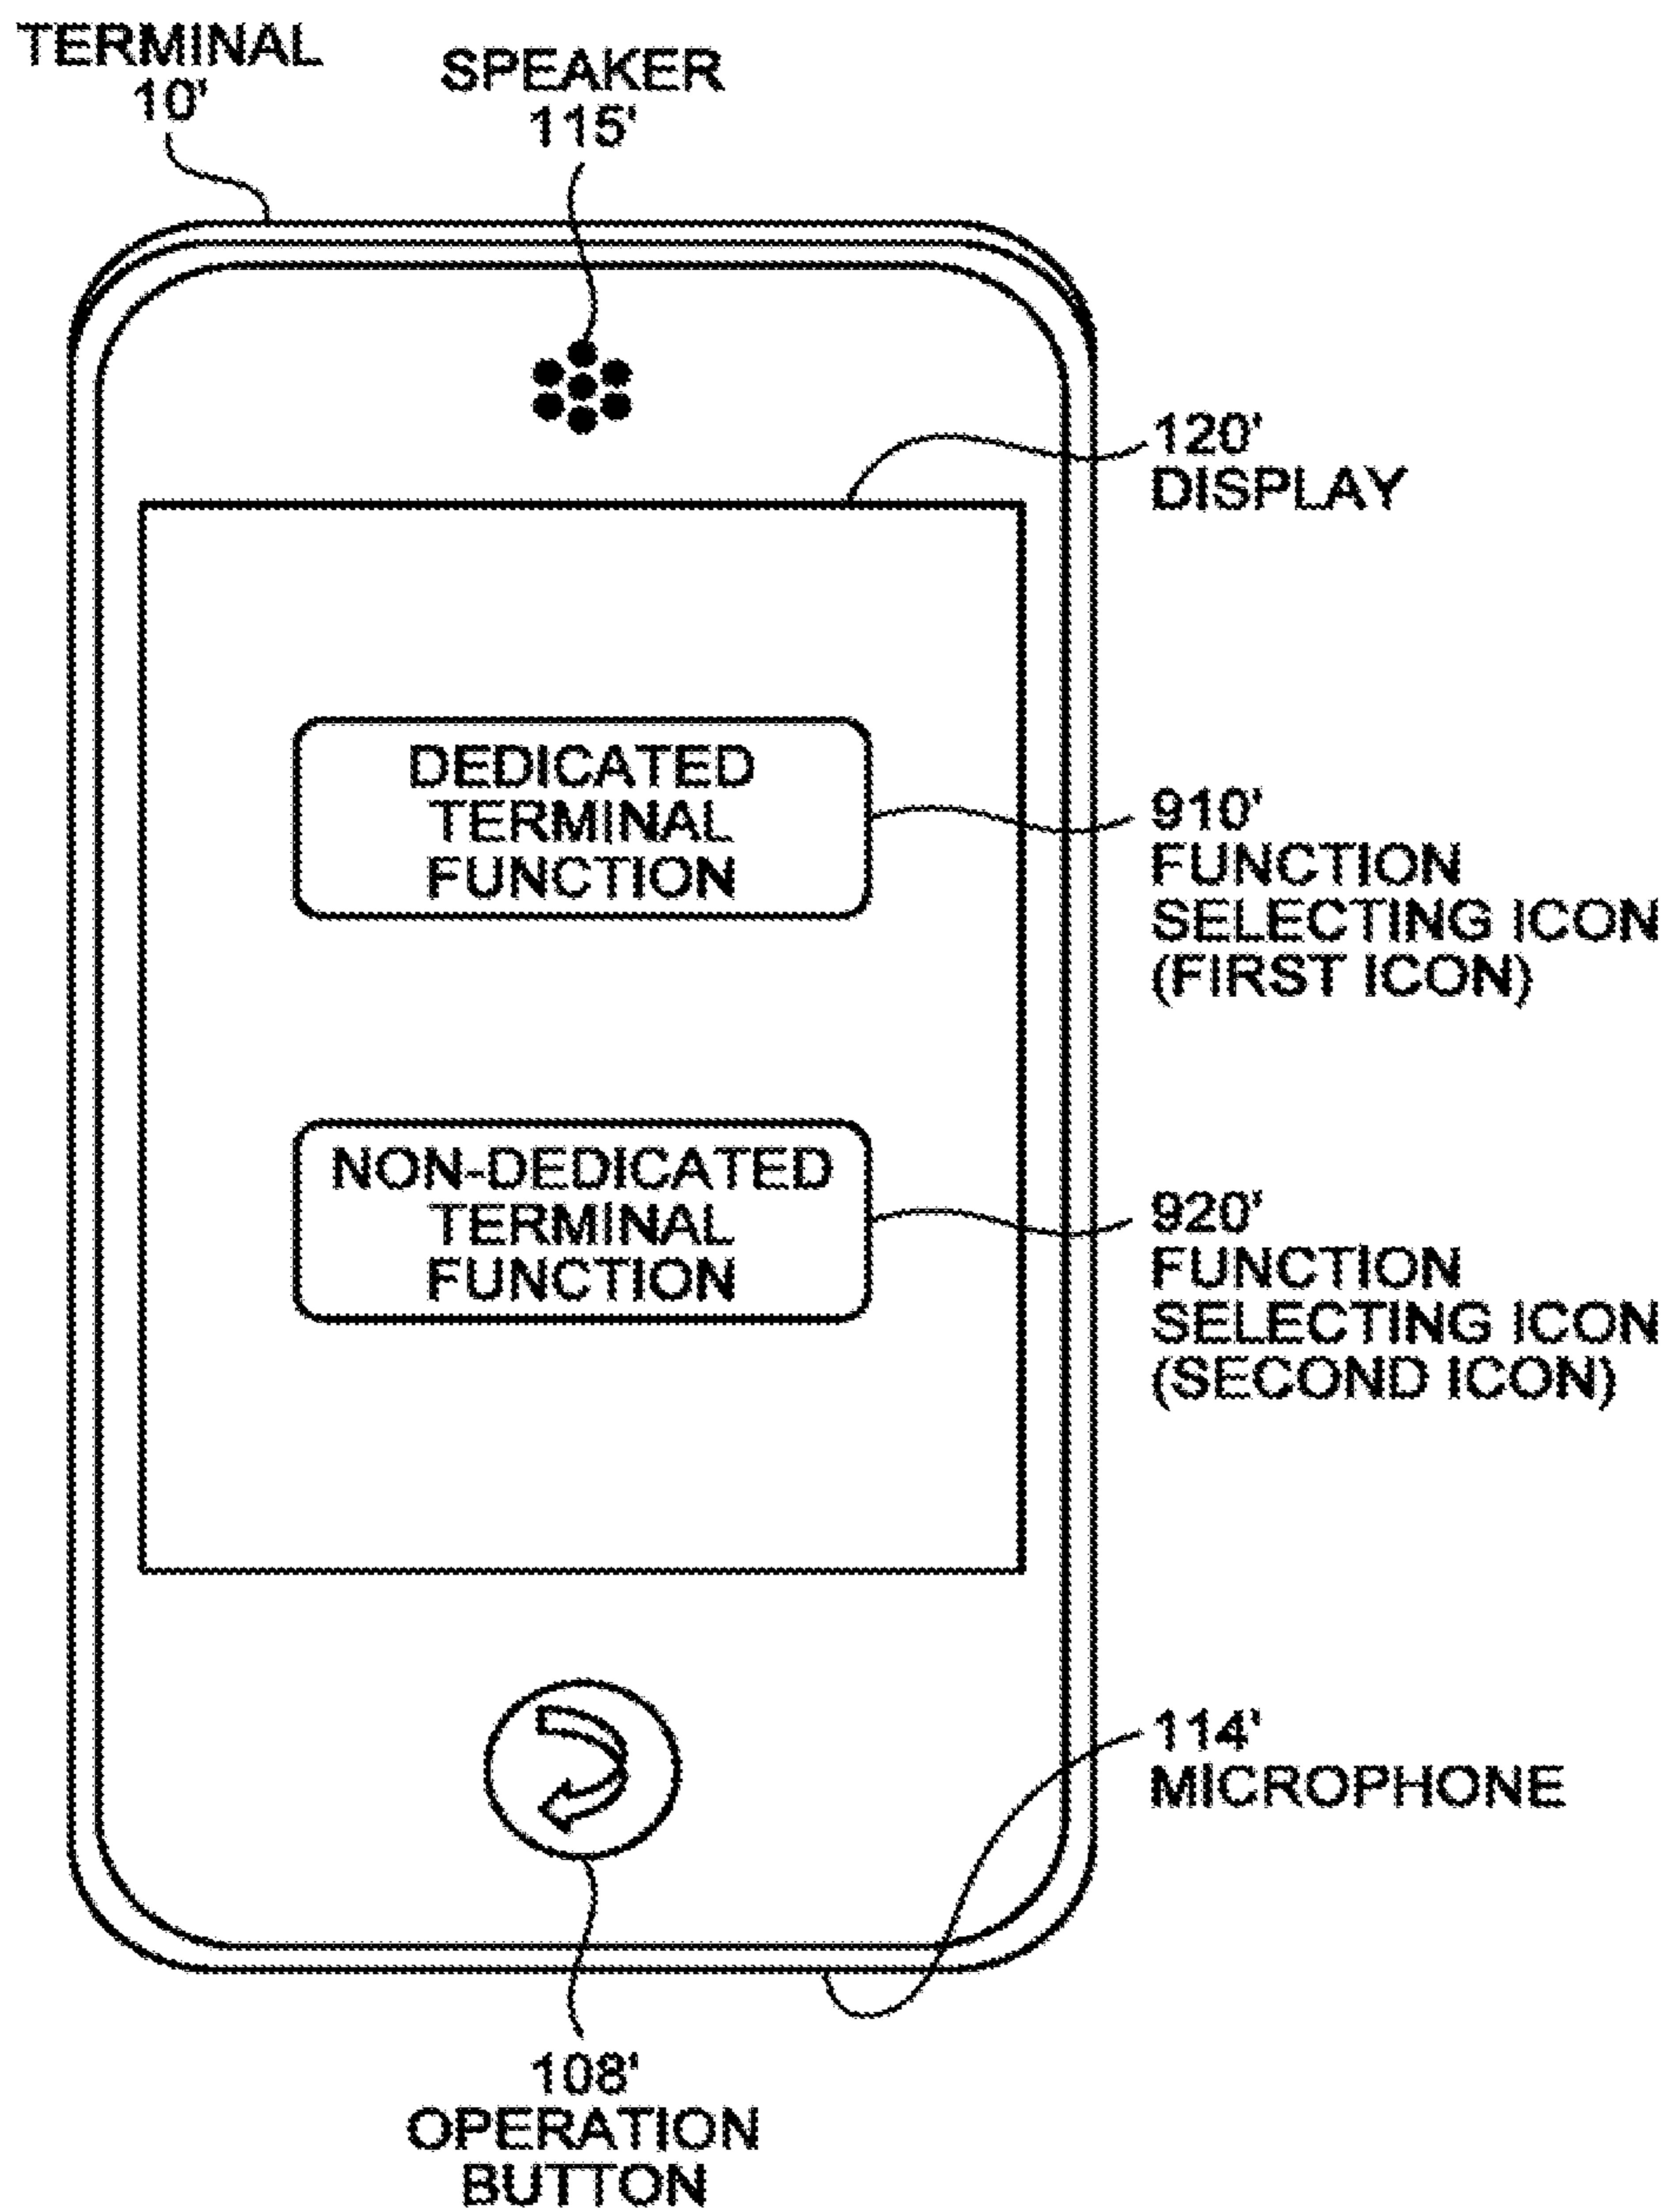 TERMINAL
10'
SPEAKER
115'
120'
DISPLAY
DEDICATED
TERMINAL
FUNCTION
910'
FUNCTION
SELECTING ICON
(FIRST ICON)
NON-DEDICATED
TERMINAL
FUNCTION
920'
FUNCTION
SELECTING ICON
(SECOND ICON)
114'
MICROPHONE
108'
OPERATION
BUTTON